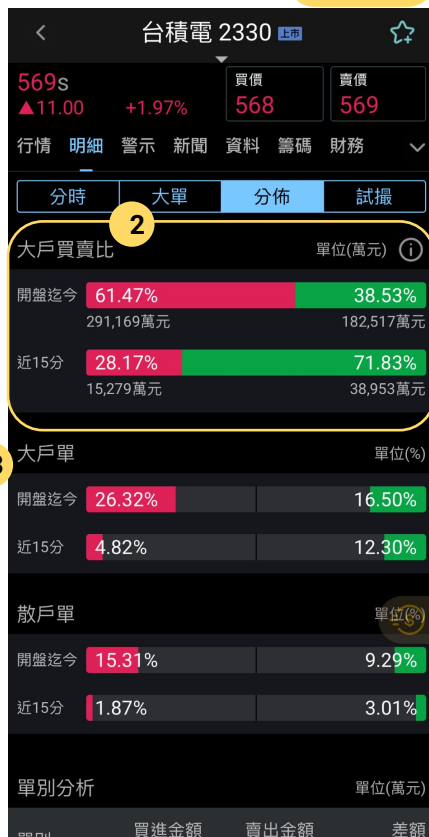 台積電 2330 上市
569s
▲11.00 +1.97%
買價 568
賣價 569
行情 明細 警示 新聞 資料 籌碼 財務
分時 大單 分佈 試撮
2
大戶買賣比 單位(萬元)
開盤迄今 61.47% 38.53%
291,169萬元 182,517萬元
近15分 28.17% 71.83%
15,279萬元 38,953萬元
大戶單 單位(%)
開盤迄今 26.32% 16.50%
近15分 4.82% 12.30%
散戶單 單位(%)
開盤迄今 15.31% 9.29%
近15分 1.87% 3.01%
單別分析 單位(萬元)
買進金額 賣出金額 差額